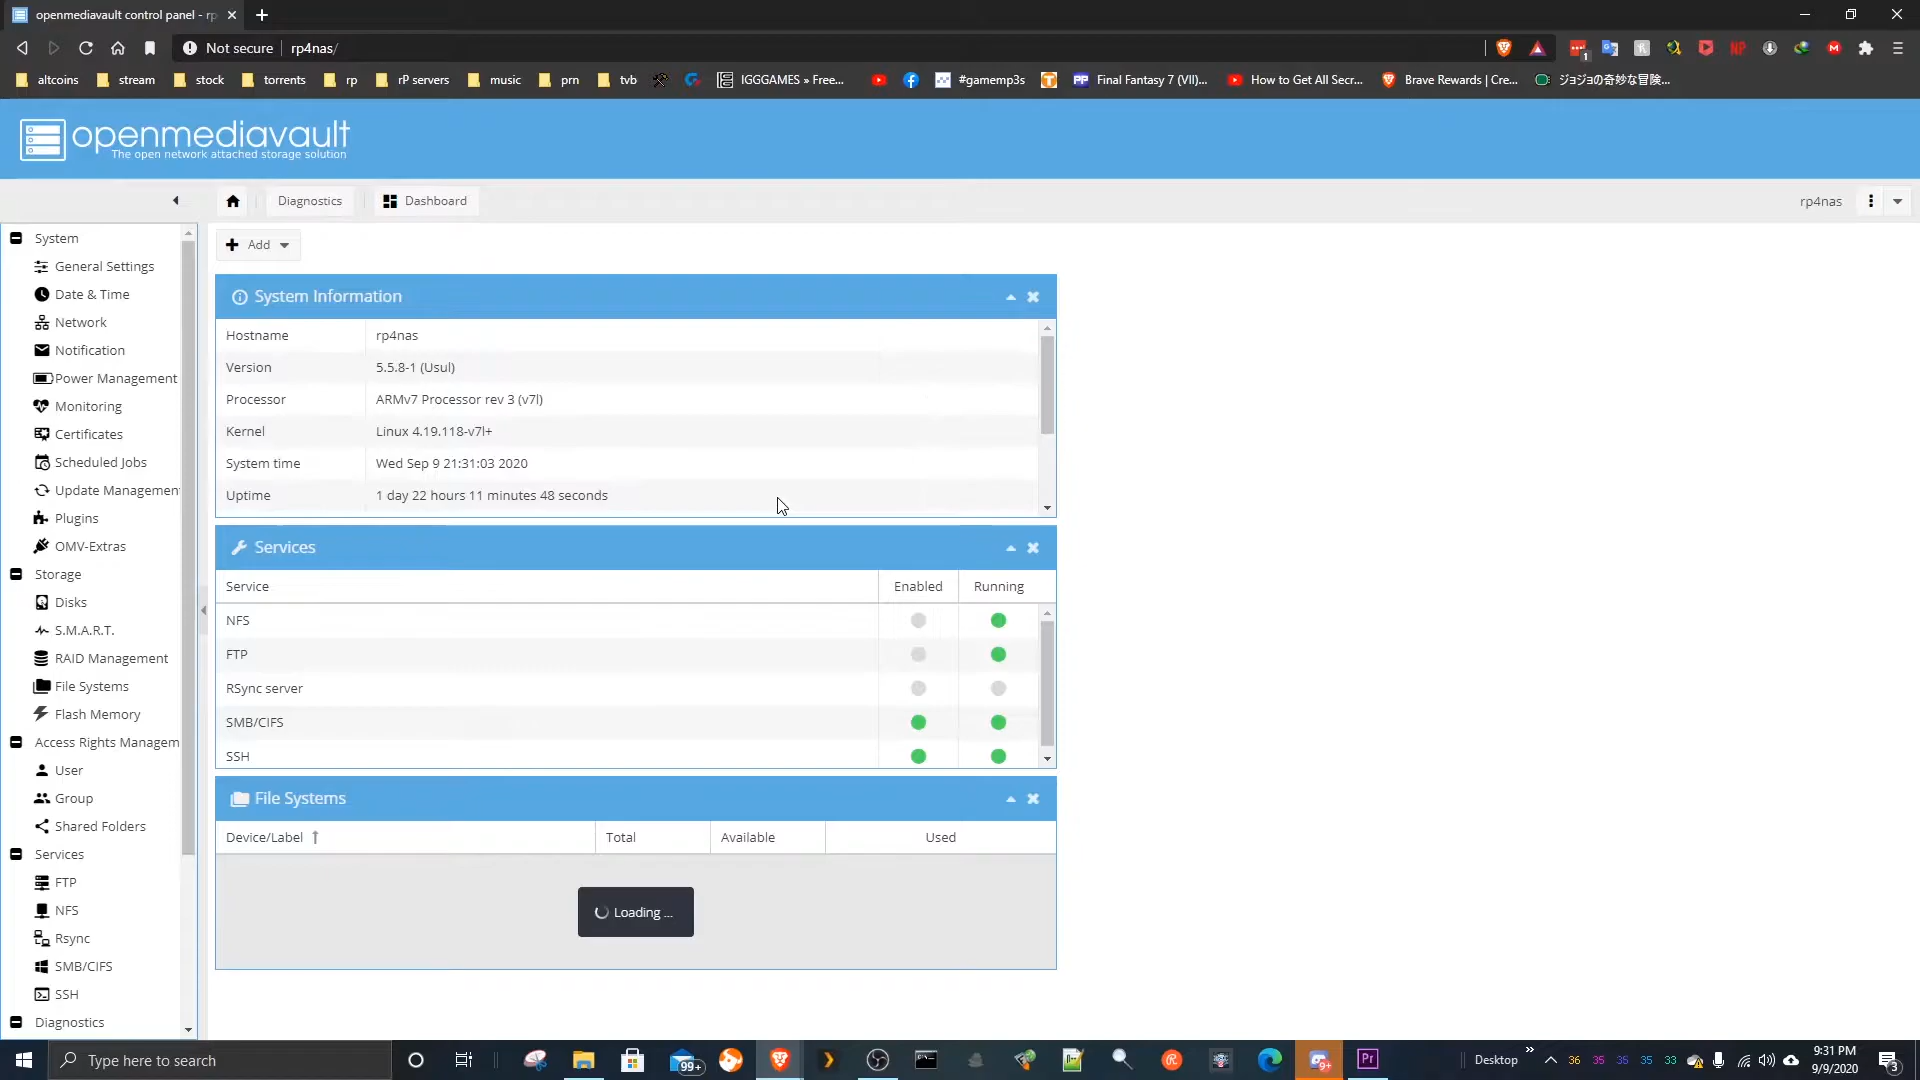 openmediavault control panel - rp
Not secure
rp4nas/
1
NP
altcoins
stream
stock
torrents
rp
rP servers
music
prn
tvb
IGGGAMES » Free...
#gamemp3s
Final Fantasy 7 (VII)...
How to Get All Secr...
Brave Rewards | Cre...
ジョジョの奇妙な冒険...
openmediavault
The open network attached storage solution
Diagnostics
Dashboard
rp4nas
System
General Settings
Date & Time
Network
Notification
Power Management
Monitoring
Certificates
Scheduled Jobs
Update Managemen
Plugins
OMV-Extras
Storage
Disks
S.M.A.R.T.
RAID Management
File Systems
Flash Memory
Access Rights Managem
User
Group
Shared Folders
Services
FTP
NFS
Rsync
SMB/CIFS
SSH
Diagnostics
Add
System Information
Hostname rp4nas
Version 5.5.8-1 (Usul)
Processor ARMv7 Processor rev 3 (v7l)
Kernel Linux 4.19.118-v7l+
System time Wed Sep 9 21:31:03 2020
Uptime 1 day 22 hours 11 minutes 48 seconds
Services
Service Enabled Running
NFS
FTP
RSync server
SMB/CIFS
SSH
File Systems
Device/Label Total Available Used
Loading ...
Type here to search
99+
9+
Pr
Desktop
36 35 35 35 33
9:31 PM
9/9/2020
3